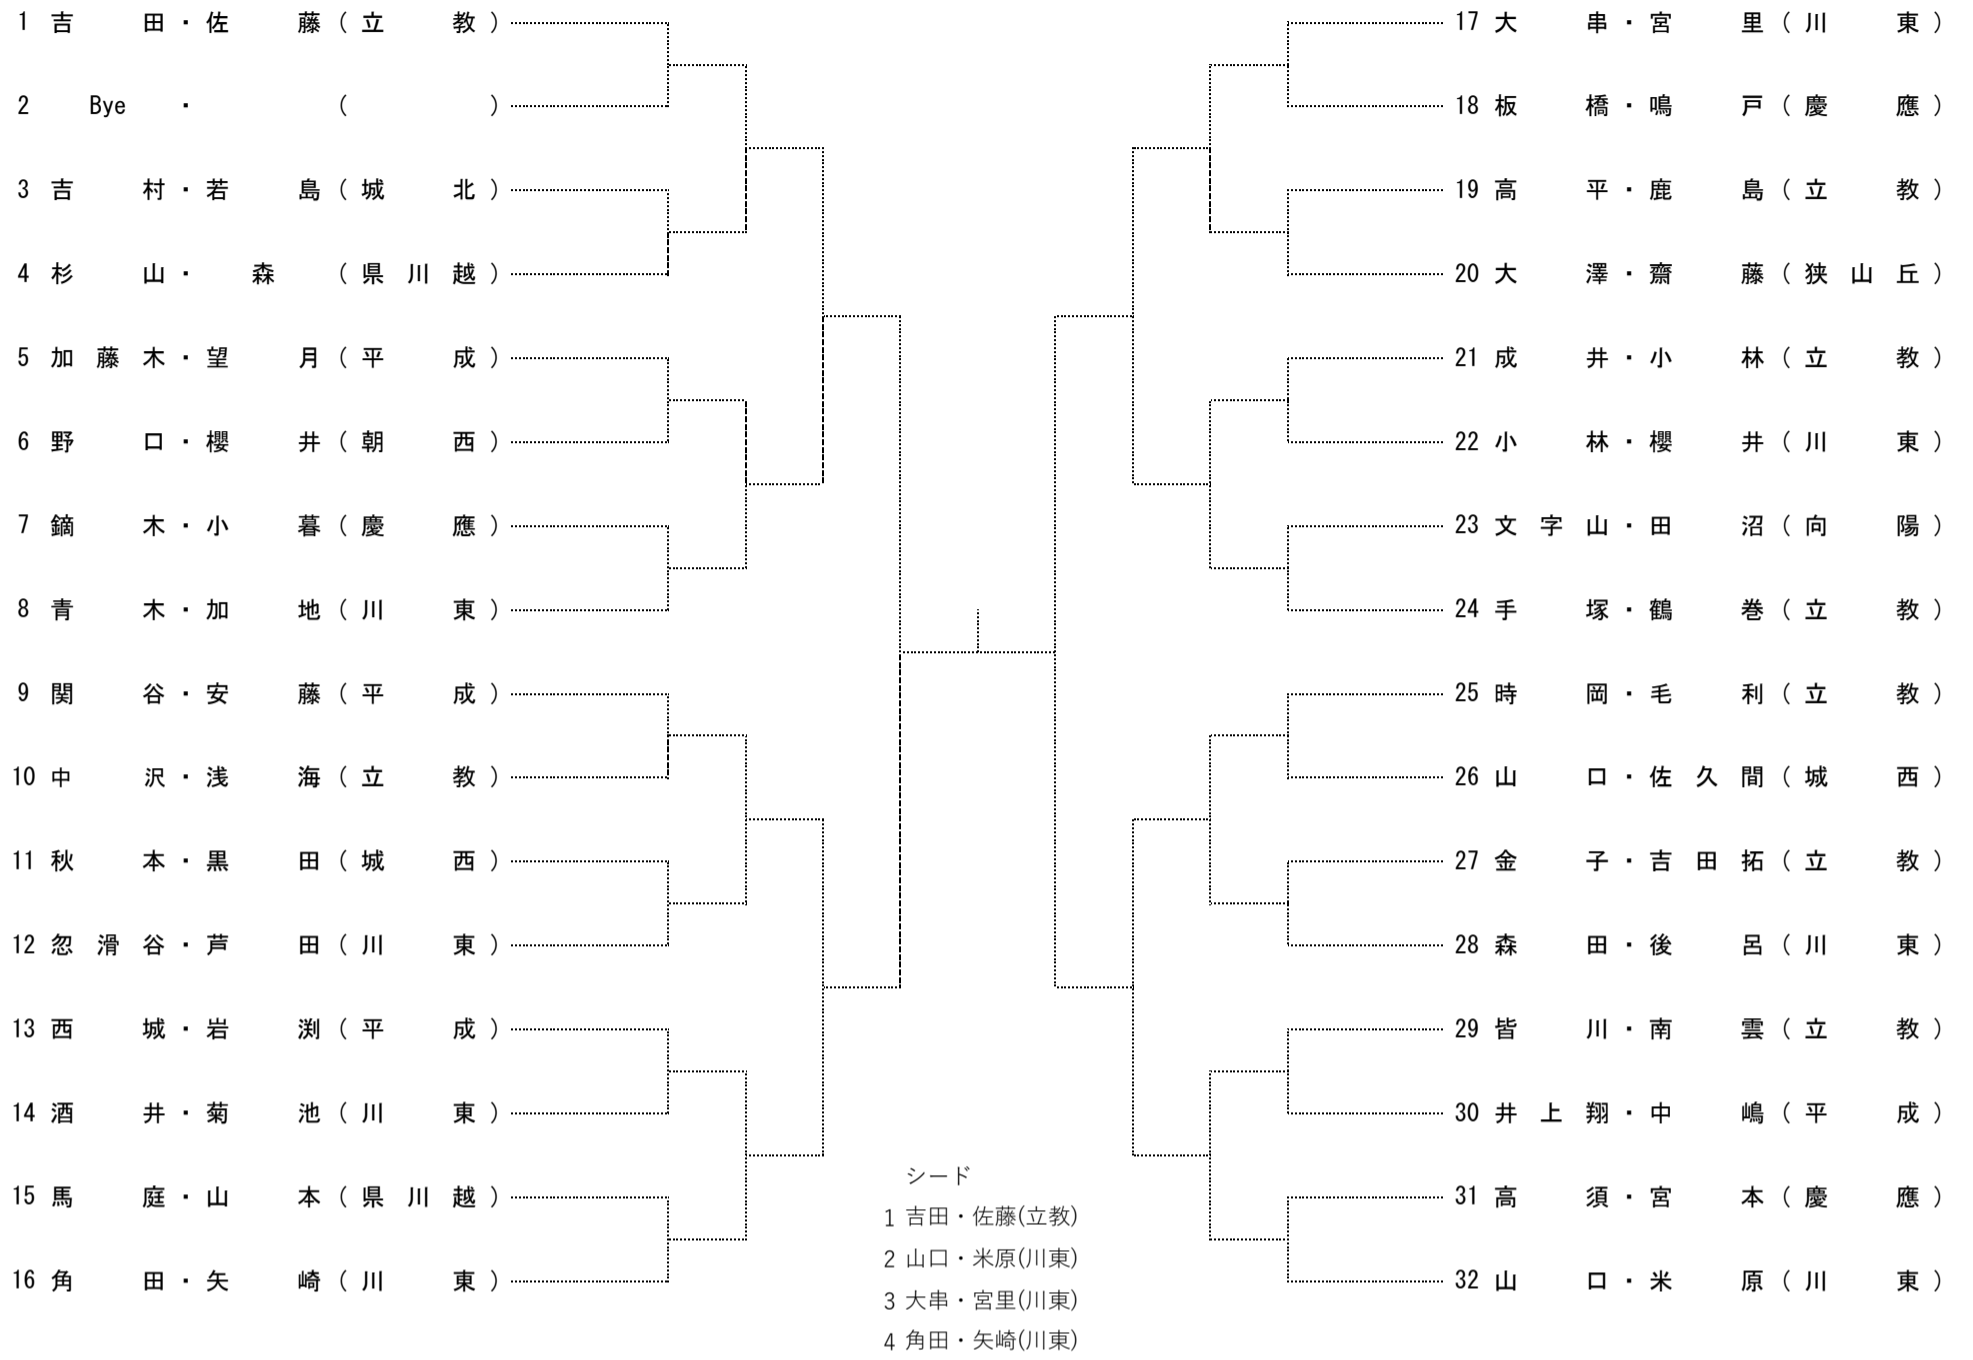 1 吉田・佐藤(立教)
2 Bye ・ ( )
3 吉村・若島(城北)
4 杉山・森(県川越)
5 加藤木・望月(平成)
6 野口・櫻井(朝西)
7 鏑木・小暮(慶應)
8 青木・加地(川東)
9 関谷・安藤(平成)
10 中沢・浅海(立教)
11 秋本・黒田(城西)
12 忽滑谷・芦田(川東)
13 西城・岩渕(平成)
14 酒井・菊池(川東)
15 馬庭・山本(県川越)
16 角田・矢崎(川東)
17 大串・宮里(川東)
18 板橋・鳴戸(慶應)
19 高平・鹿島(立教)
20 大澤・齋藤(狭山丘)
21 成井・小林(立教)
22 小林・櫻井(川東)
23 文字山・田沼(向陽)
24 手塚・鶴巻(立教)
25 時岡・毛利(立教)
26 山口・佐久間(城西)
27 金子・吉田拓(立教)
28 森田・後呂(川東)
29 皆川・南雲(立教)
30 井上翔・中嶋(平成)
31 高須・宮本(慶應)
32 山口・米原(川東)
シード
1 吉田・佐藤(立教)
2 山口・米原(川東)
3 大串・宮里(川東)
4 角田・矢崎(川東)